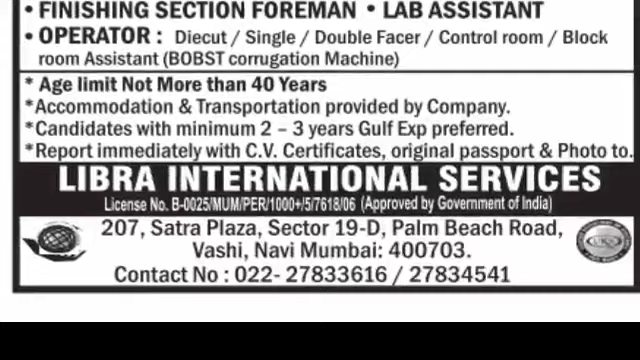 • FINISHING SECTION FOREMAN • LAB ASSISTANT
• OPERATOR : Diecut / Single / Double Facer / Control room / Block
room Assistant (BOBST corrugation Machine)
* Age limit Not More than 40 Years
*Accommodation & Transportation provided by Company.
*Candidates with minimum 2 – 3 years Gulf Exp preferred.
*Report immediately with C.V. Certificates, original passport & Photo to.
LIBRA INTERNATIONAL SERVICES
License No. B-0025/MUM/PER/1000+/5/7618/06 (Approved by Government of India)
207, Satra Plaza, Sector 19-D, Palm Beach Road,
Vashi, Navi Mumbai: 400703.
Contact No : 022- 27833616 / 27834541